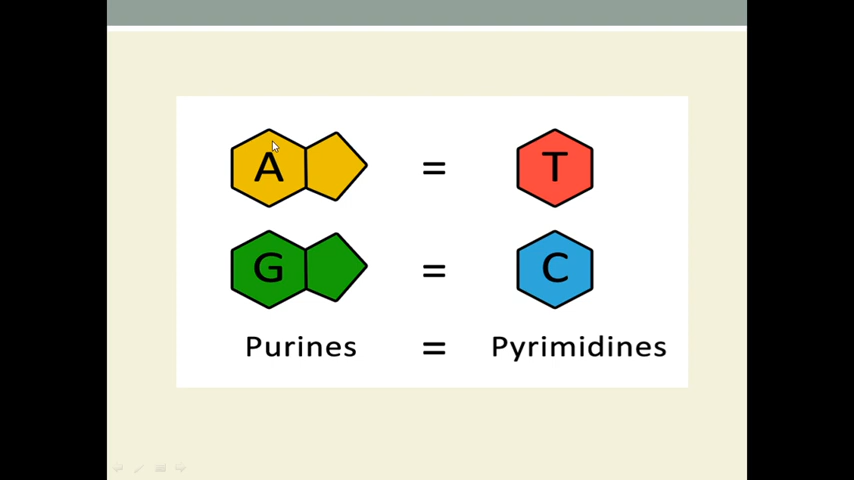 A = T
G = C
Purines = Pyrimidines